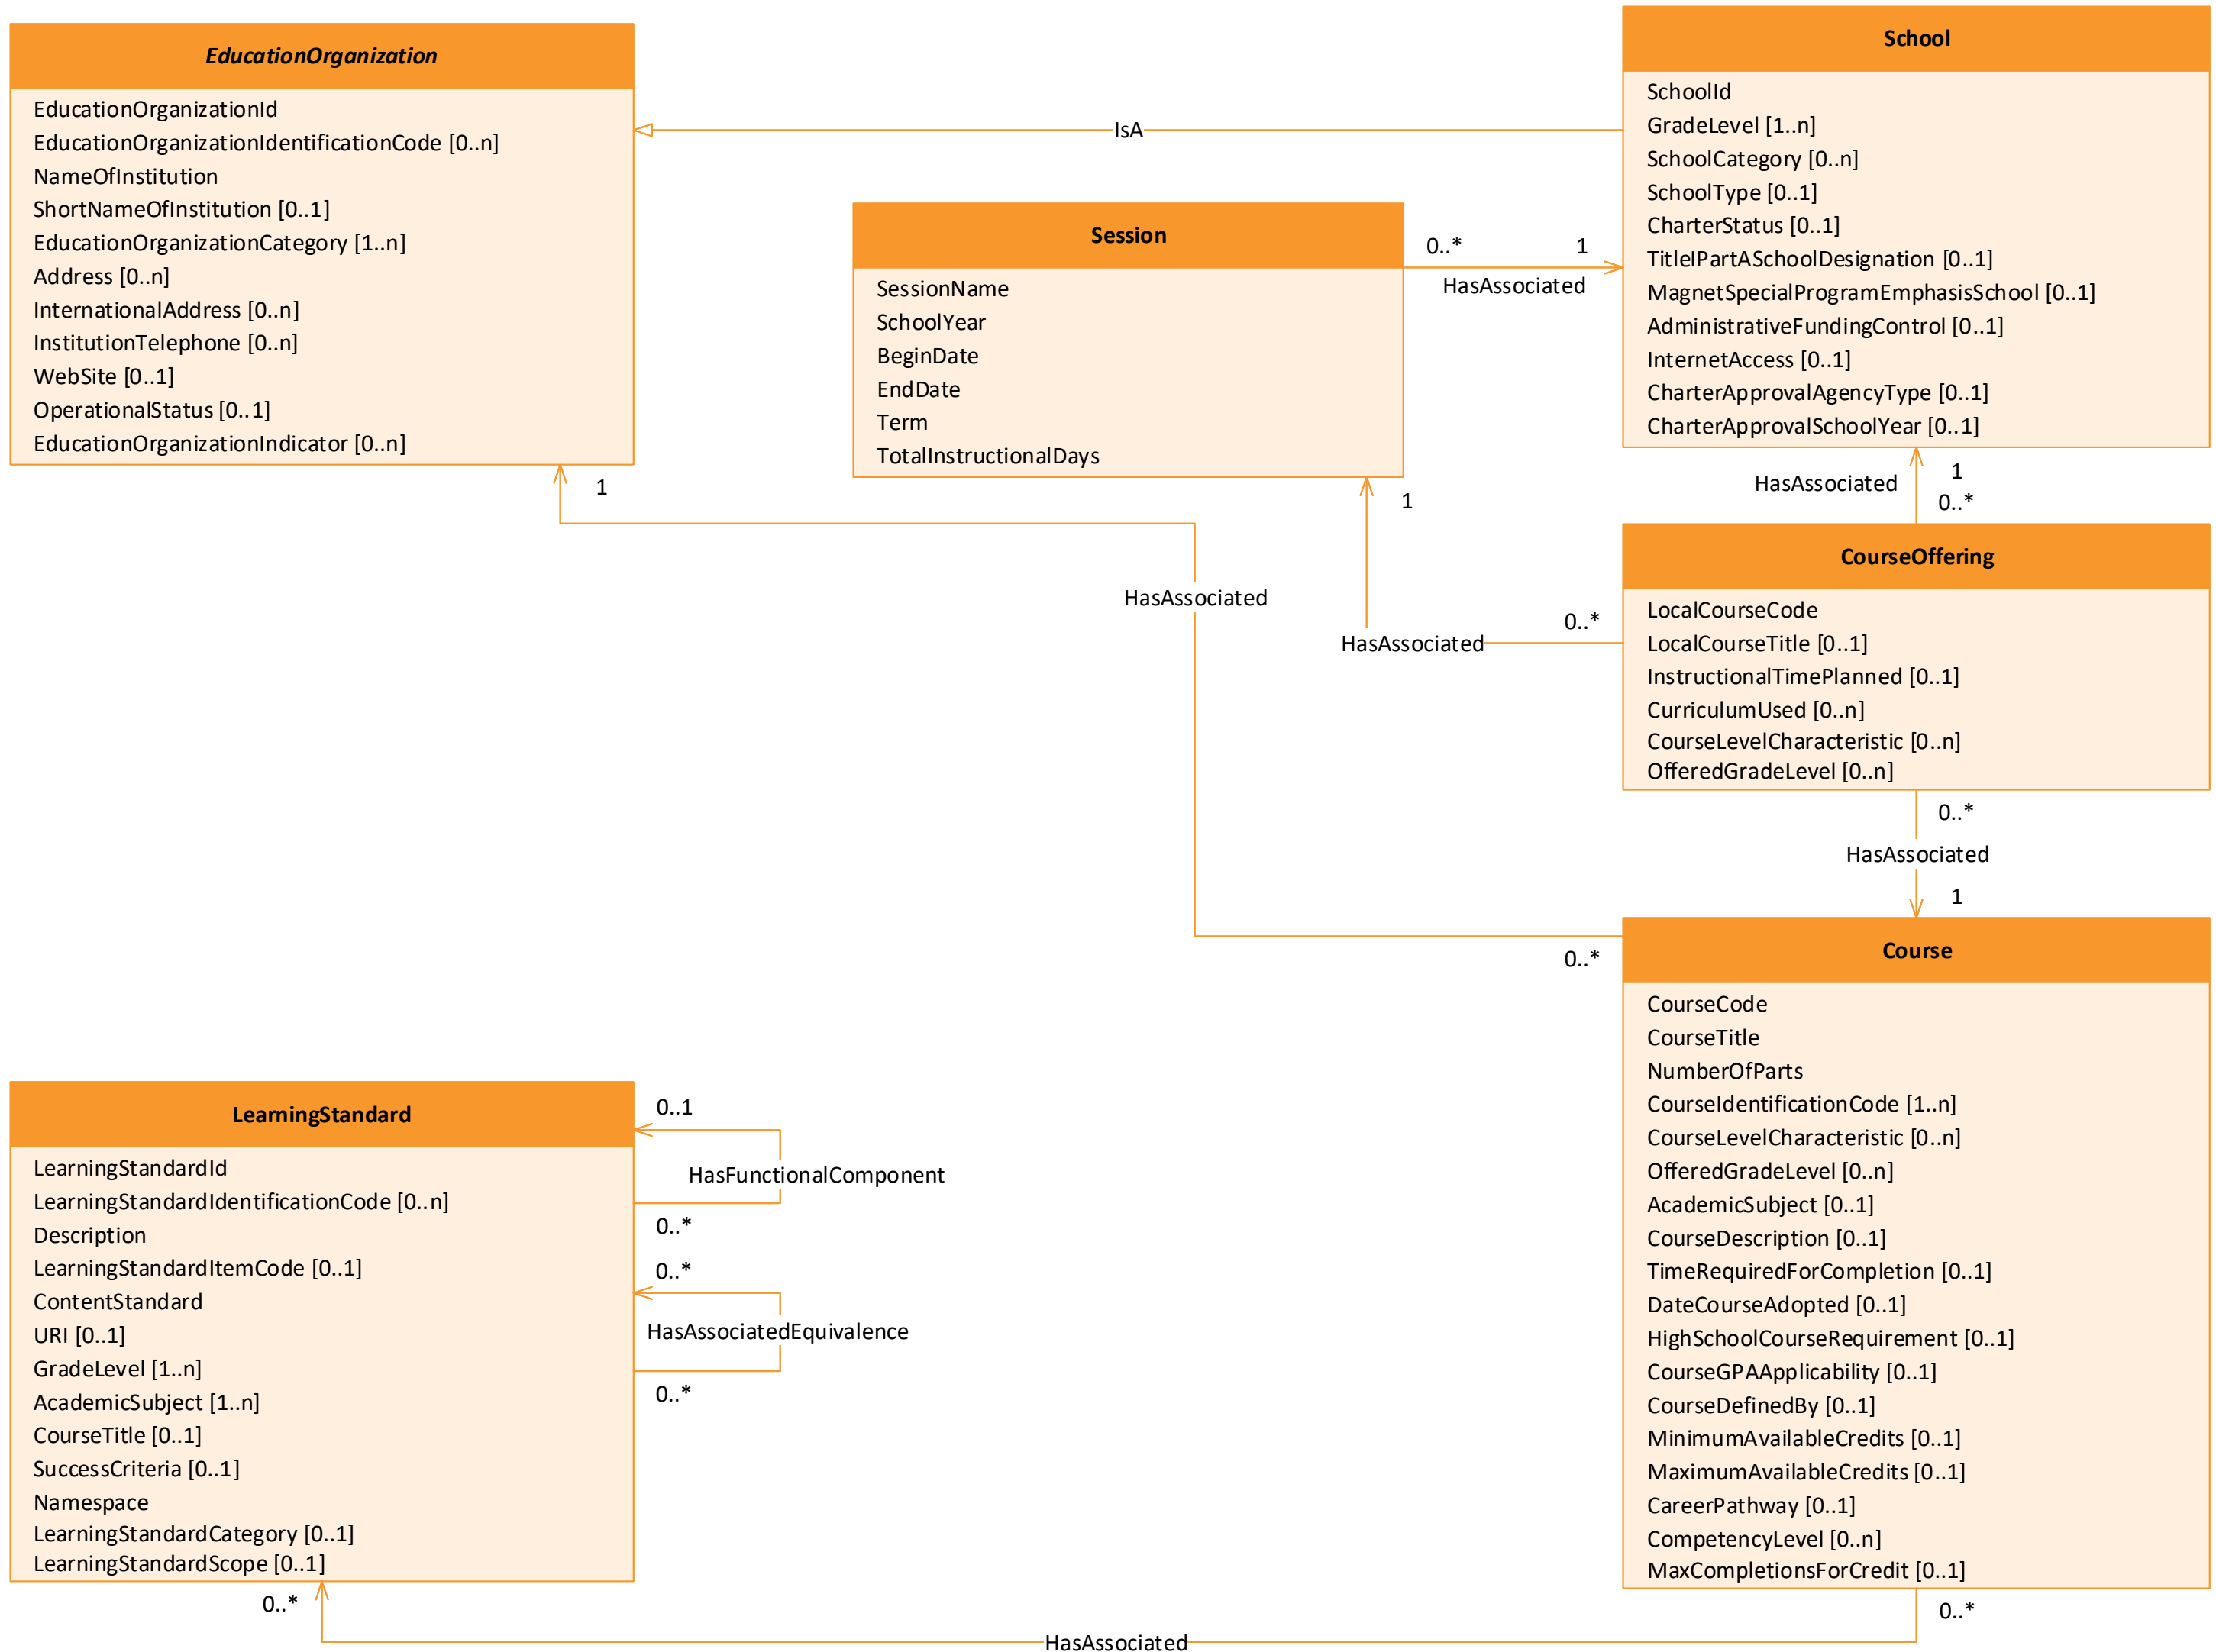 EducationOrganization
EducationOrganizationId
EducationOrganizationIdentificationCode [0..n]
NameOfInstitution
ShortNameOfInstitution [0..1]
EducationOrganizationCategory [1..n]
Address [0..n]
InternationalAddress [0..n]
InstitutionTelephone [0..n]
WebSite [0..1]
OperationalStatus [0..1]
EducationOrganizationIndicator [0..n]
1
IsA
School
SchoolId
GradeLevel [1..n]
SchoolCategory [0..n]
SchoolType [0..1]
CharterStatus [0..1]
TitleIPartASchoolDesignation [0..1]
MagnetSpecialProgramEmphasisSchool [0..1]
AdministrativeFundingControl [0..1]
InternetAccess [0..1]
CharterApprovalAgencyType [0..1]
CharterApprovalSchoolYear [0..1]
Session
SessionName
SchoolYear
BeginDate
EndDate
Term
TotalInstructionalDays
0..* 1
HasAssociated
1
HasAssociated
1
0..*
HasAssociated
HasAssociated
0..*
CourseOffering
LocalCourseCode
LocalCourseTitle [0..1]
InstructionalTimePlanned [0..1]
CurriculumUsed [0..n]
CourseLevelCharacteristic [0..n]
OfferedGradeLevel [0..n]
0..*
HasAssociated
1
0..*
Course
CourseCode
CourseTitle
NumberOfParts
CourseIdentificationCode [1..n]
CourseLevelCharacteristic [0..n]
OfferedGradeLevel [0..n]
AcademicSubject [0..1]
CourseDescription [0..1]
TimeRequiredForCompletion [0..1]
DateCourseAdopted [0..1]
HighSchoolCourseRequirement [0..1]
CourseGPAApplicability [0..1]
CourseDefinedBy [0..1]
MinimumAvailableCredits [0..1]
MaximumAvailableCredits [0..1]
CareerPathway [0..1]
CompetencyLevel [0..n]
MaxCompletionsForCredit [0..1]
LearningStandard
LearningStandardId
LearningStandardIdentificationCode [0..n]
Description
LearningStandardItemCode [0..1]
ContentStandard
URI [0..1]
GradeLevel [1..n]
AcademicSubject [1..n]
CourseTitle [0..1]
SuccessCriteria [0..1]
Namespace
LearningStandardCategory [0..1]
LearningStandardScope [0..1]
0..1
HasFunctionalComponent
0..*
0..*
HasAssociatedEquivalence
0..*
0..*
HasAssociated
0..*